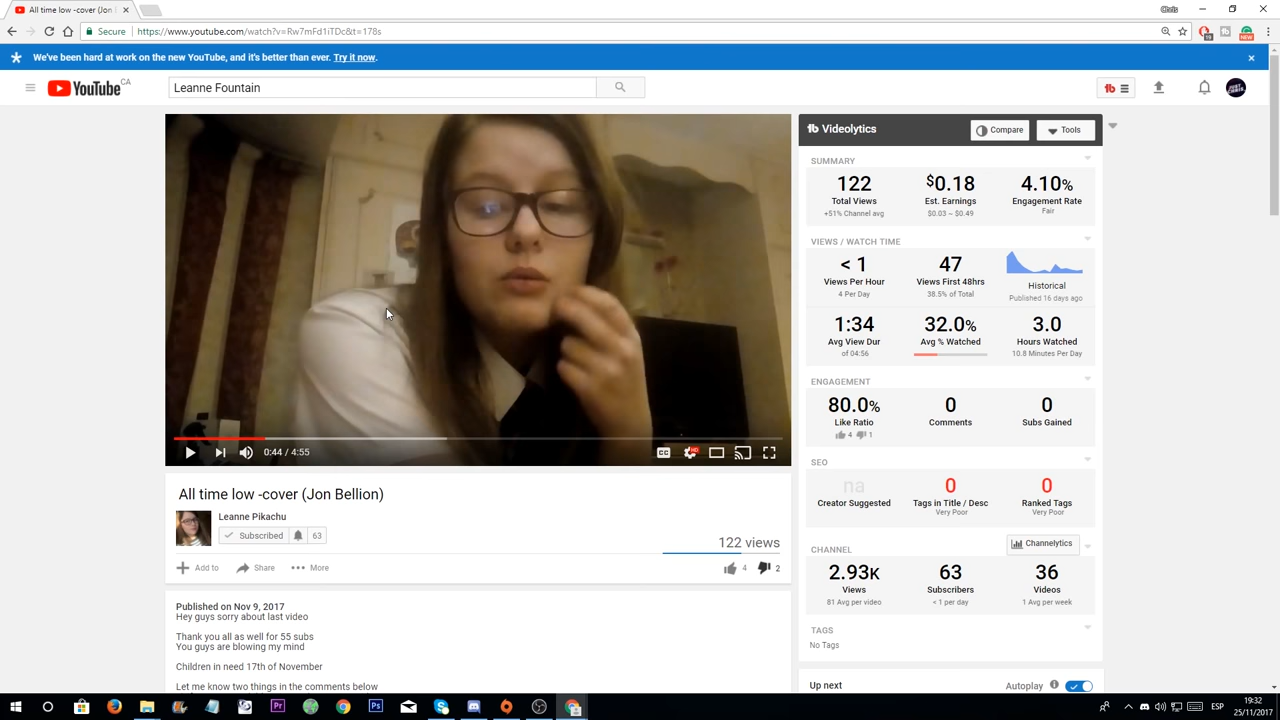 All time low -cover (Jon B
Chris
Secure
https://www.youtube.com/watch?v=Rw7mFd1iTDc&t=178s
We've been hard at work on the new YouTube, and it's better than ever. Try it now.
YouTube CA
Leanne Fountain
Videolytics
Compare
Tools
SUMMARY
122 $0.18 4.10%
Total Views Est. Earnings Engagement Rate
+51% Channel avg $0.03 ~ $0.49 Fair
VIEWS / WATCH TIME
< 1 47
Views Per Hour Views First 48hrs Historical
4 Per Day 38.5% of Total Published 16 days ago
1:34 32.0% 3.0
Avg View Dur Avg % Watched Hours Watched
of 04:56 10.8 Minutes Per Day
ENGAGEMENT
80.0% 0 0
Like Ratio Comments Subs Gained
4 1
SEO
na 0 0
Creator Suggested Tags in Title / Desc Ranked Tags
Very Poor Very Poor
CHANNEL
Channelytics
2.93K 63 36
Views Subscribers Videos
81 Avg per video < 1 per day 1 Avg per week
TAGS
No Tags
Up next
Autoplay
CC HD
0:44 / 4:55
All time low -cover (Jon Bellion)
Leanne Pikachu
Subscribed 63
122 views
Add to Share More
4 2
Published on Nov 9, 2017
Hey guys sorry about last video
Thank you all as well for 55 subs
You guys are blowing my mind
Children in need 17th of November
Let me know two things in the comments below
Pr
Ps
ESP
19:32
25/11/2017